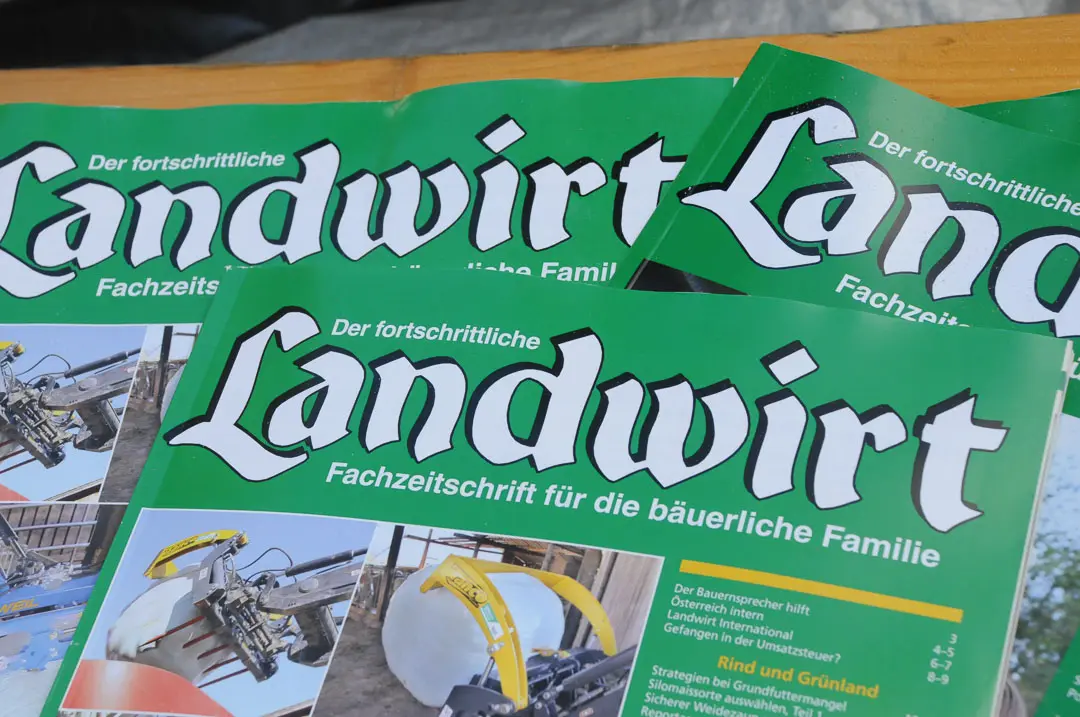 Der fortschrittliche
Landwirt
Fachzeits
Famil
Der fortschrittliche
Land
Fachzeits
Der fortschrittliche
Landwirt
Fachzeitschrift für die bäuerliche Familie
Der Bauernsprecher hilft 3
Österreich intern 4–5
Landwirt International 6–7
Gefangen in der Umsatzsteuer? 8–9
Rind und Grünland
Strategien bei Grundfuttermangel
Silomaissorte auswählen, Teil 1
Sicherer Weidezau